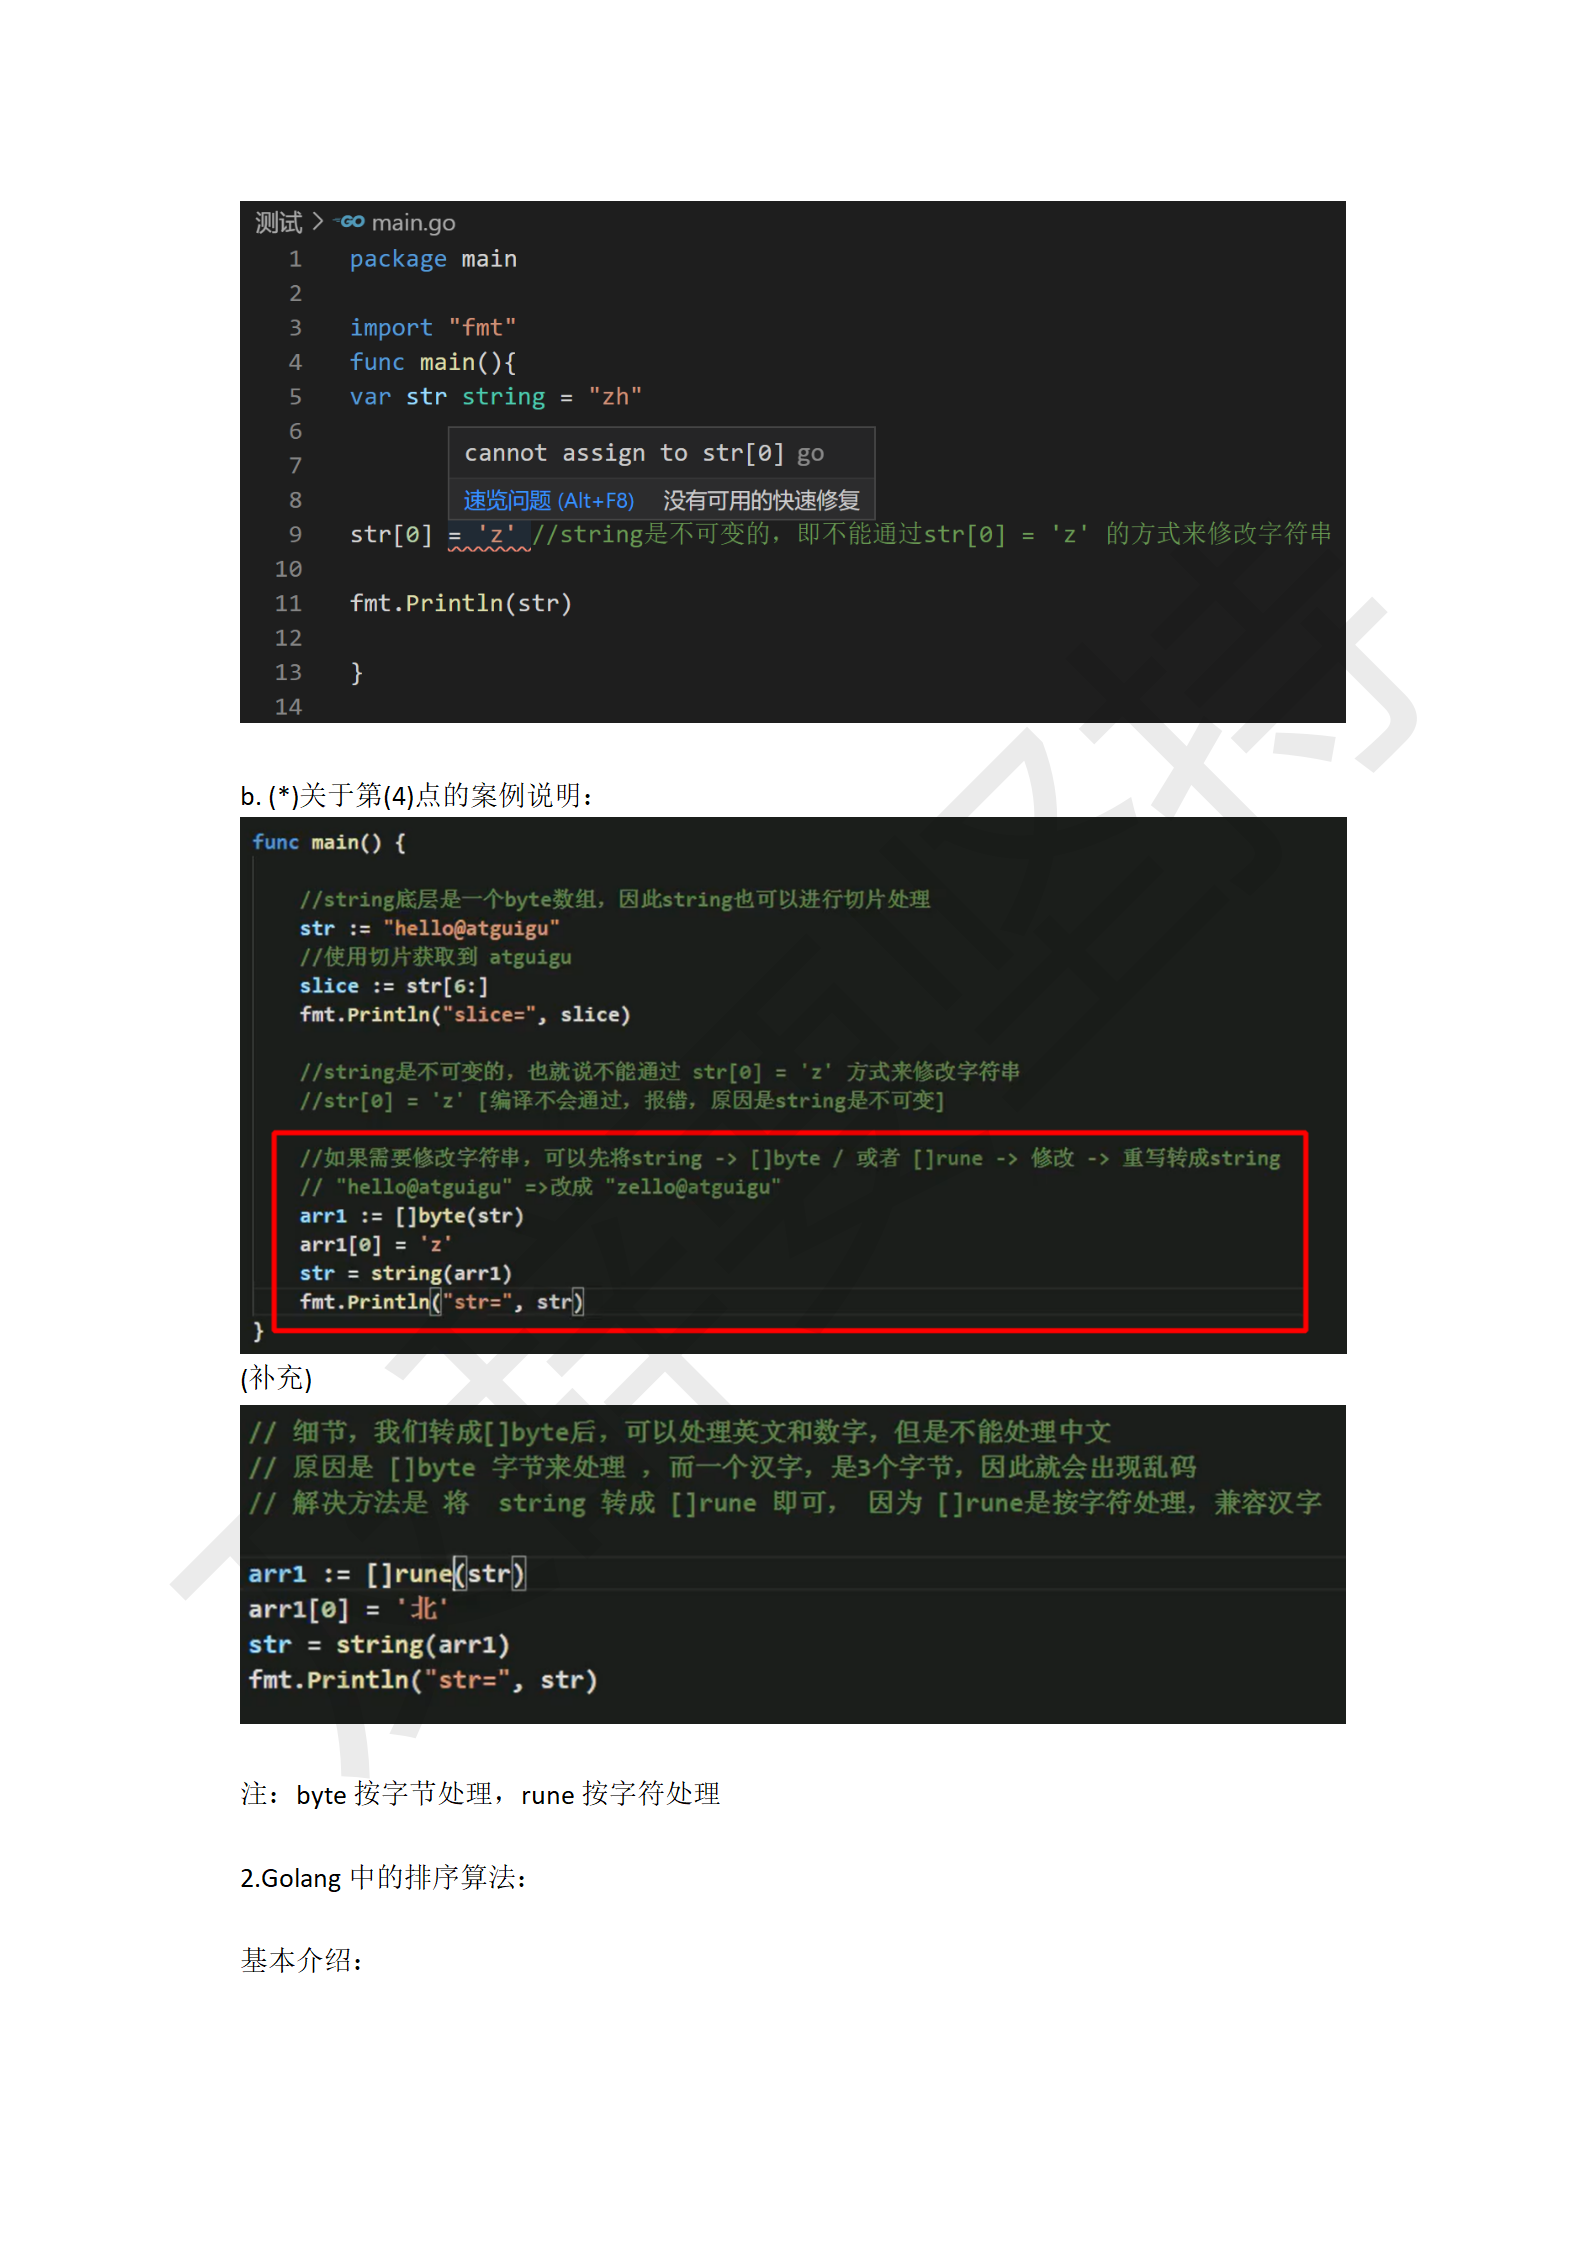 测试 > GO main.go
1 package main
2
3 import "fmt"
4 func main(){
5 var str string = "zh"
6
cannot assign to str[0] go
7
8 速览问题 (Alt+F8) 没有可用的快速修复
9 str[0] = 'z' //string是不可变的，即不能通过str[0] = 'z' 的方式来修改字符串
10
11 fmt.Println(str)
12
13 }
14
b. (*)关于第(4)点的案例说明：
func main() {
//string底层是一个byte数组，因此string也可以进行切片处理
str := "hello@atguigu"
//使用切片获取到 atguigu
slice := str[6:]
fmt.Println("slice=", slice)
//string是不可变的，也就说不能通过 str[0] = 'z' 方式来修改字符串
//str[0] = 'z' [编译不会通过，报错，原因是string是不可变]
//如果需要修改字符串，可以先将string -> []byte / 或者 []rune -> 修改 -> 重写转成string
// "hello@atguigu" =>改成 "zello@atguigu"
arr1 := []byte(str)
arr1[0] = 'z'
str = string(arr1)
fmt.Println("str=", str)
}
(补充)
// 细节，我们转成[]byte后，可以处理英文和数字，但是不能处理中文
// 原因是 []byte 字节来处理 ，而一个汉字，是3个字节，因此就会出现乱码
// 解决方法是 将 string 转成 []rune 即可， 因为 []rune是按字符处理，兼容汉字
arr1 := []rune(str)
arr1[0] = '北'
str = string(arr1)
fmt.Println("str=", str)
注：byte 按字节处理，rune 按字符处理
2.Golang 中的排序算法：
基本介绍：